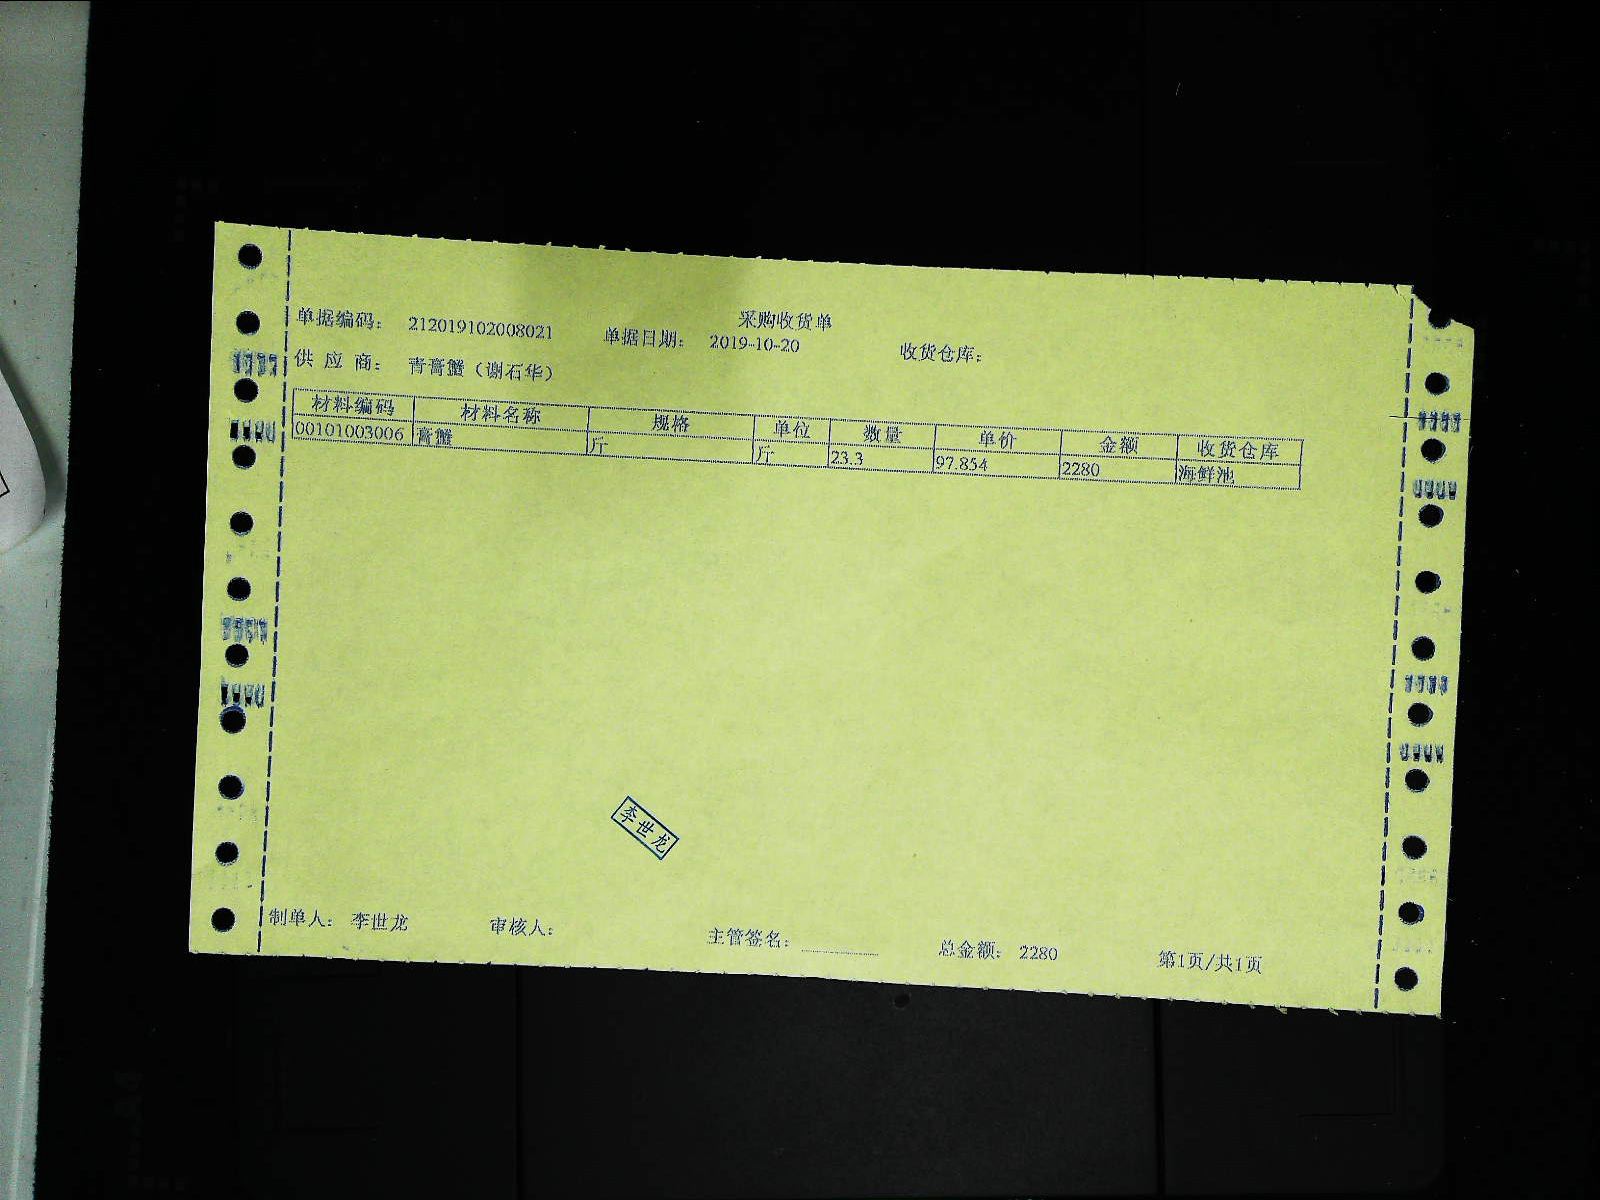 采购收货单
单据编码： 212019102008021 单据日期： 2019-10-20 收货仓库：
供应商： 青膏蟹（谢石华）
材料编码 材料名称 规格 单位 数量 单价 金额 收货仓库
00101003006 膏蟹 斤 斤 23.3 97.854 2280 海鲜池
李世龙
制单人： 李世龙 审核人： 主管签名： 总金额： 2280 第1页/共1页